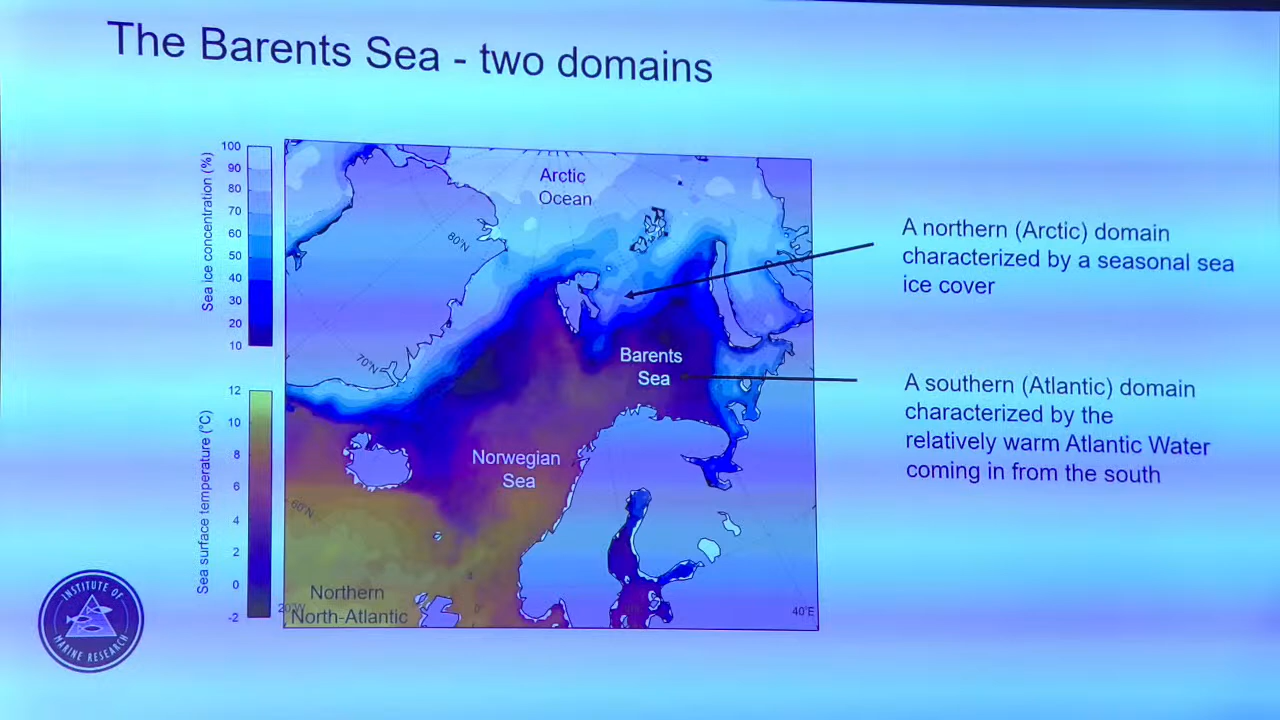 The Barents Sea - two domains
Sea ice concentration (%)
100
90
80
70
60
50
40
30
20
10
Sea surface temperature (°C)
12
10
8
6
4
2
0
-2
Arctic
Ocean
80°N
70°N
60°N
Barents
Sea
Norwegian
Sea
Northern
North-Atlantic
20°W
0°
40°E
A northern (Arctic) domain
characterized by a seasonal sea
ice cover
A southern (Atlantic) domain
characterized by the
relatively warm Atlantic Water
coming in from the south
INSTITUTE OF
MARINE RESEARCH